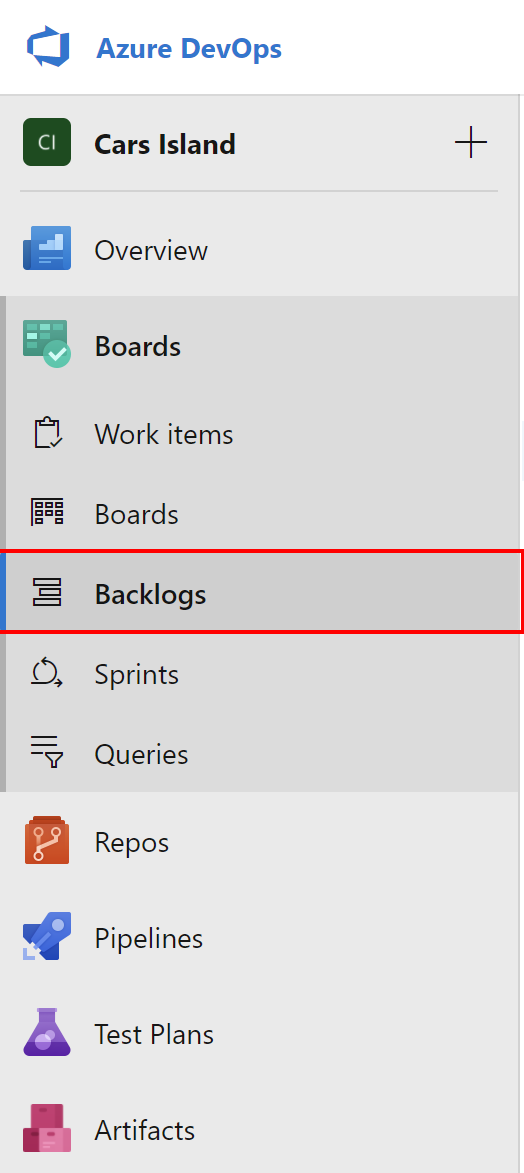 Azure DevOps
CI
Cars Island
Overview
Boards
Work items
Boards
Backlogs
Sprints
Queries
Repos
Pipelines
Test Plans
Artifacts